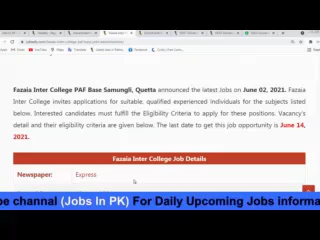 Fazaia Inter College PAF Base Samungli, Quetta announced the latest Jobs on June 02, 2021. Fazaia
Inter College invites applications for suitable, qualified experienced individuals for the subjects listed
below. Interested candidates must fulfill the Eligibility Criteria to apply for these positions. Vacancy's
detail and their eligibility criteria are given below. The last date to get this job opportunity is June 14,
2021.
Fazaia Inter College Job Details
Newspaper: Express
be channal (Jobs In PK) For Daily Upcoming Jobs informa